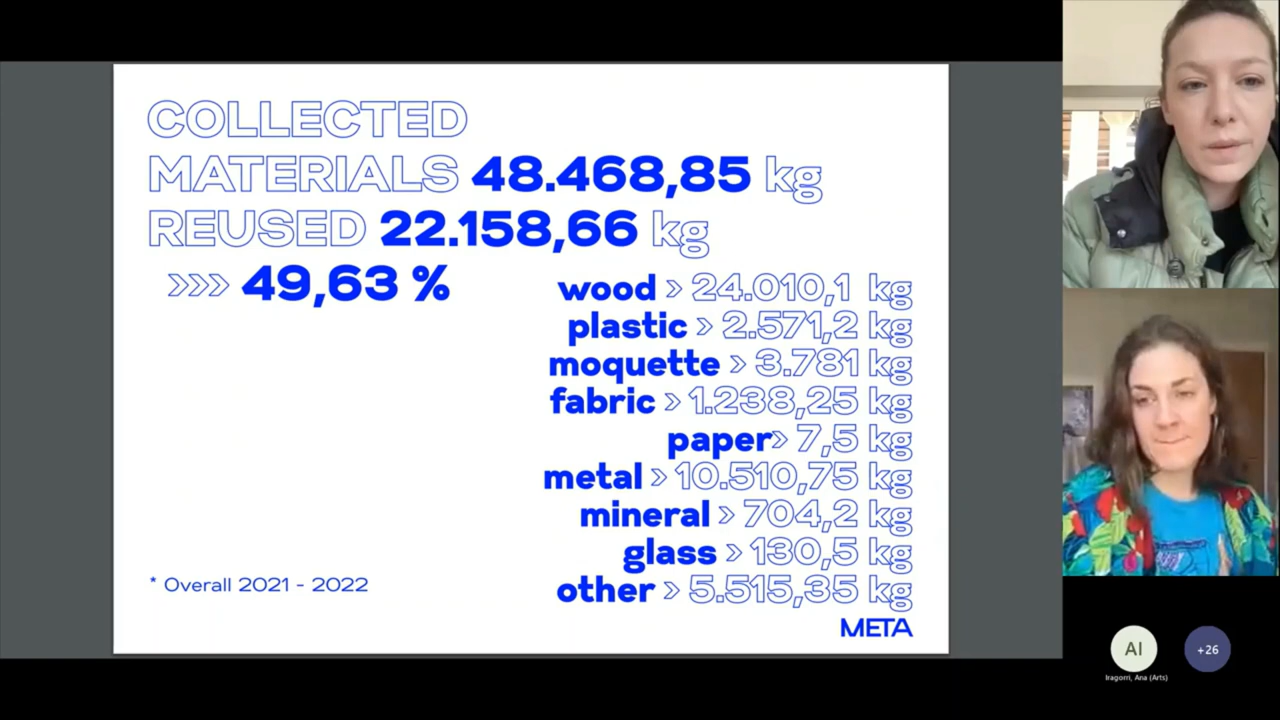 COLLECTED
MATERIALS 48.468,85 kg
REUSED 22.158,66 kg
>>> 49,63 %
wood > 24.010,1 kg
plastic > 2.571,2 kg
moquette > 3.781 kg
fabric > 1.238,25 kg
paper> 7,5 kg
metal > 10.510,75 kg
mineral > 704,2 kg
glass > 130,5 kg
other > 5.515,35 kg
* Overall 2021 - 2022
META
AI
+26
Iragorri, Ana (Arts)